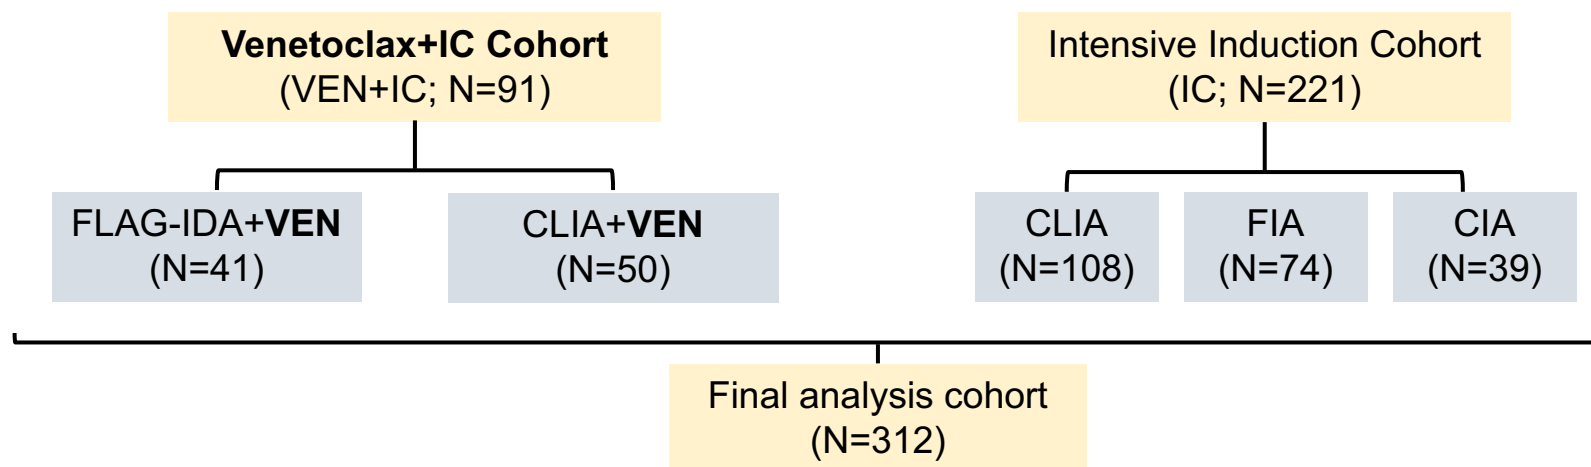 Venetoclax+IC Cohort
(VEN+IC; N=91)
Intensive Induction Cohort
(IC; N=221)
FLAG-IDA+VEN
(N=41)
CLIA+VEN
(N=50)
CLIA
(N=108)
FIA
(N=74)
CIA
(N=39)
Final analysis cohort
(N=312)